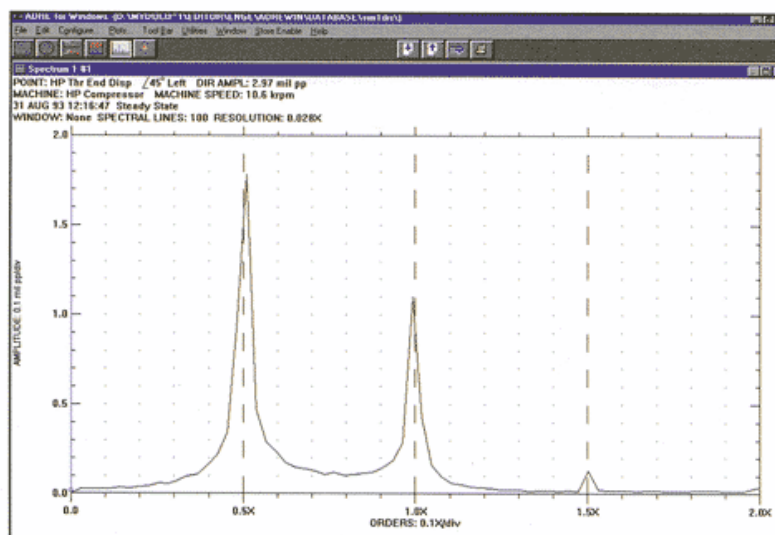 ADRE for Windows
File Edit Configure... Plots... Tool Bar Utilities Window Store Enable Help
Spectrum 1 #1
POINT: HP Thr End Disp ∠45° Left DIR AMPL: 2.97 mil pp
MACHINE: HP Compressor MACHINE SPEED: 10.6 krpm
31 AUG 93 12:16:47 Steady State
WINDOW: None SPECTRAL LINES: 100 RESOLUTION: 0.028X
2.0
1.5
1.0
0.5
0.0
AMPLITUDE: 0.1 mil pp/div
0.0 0.5X 1.0X 1.5X 2.0X
ORDERS: 0.1X/div